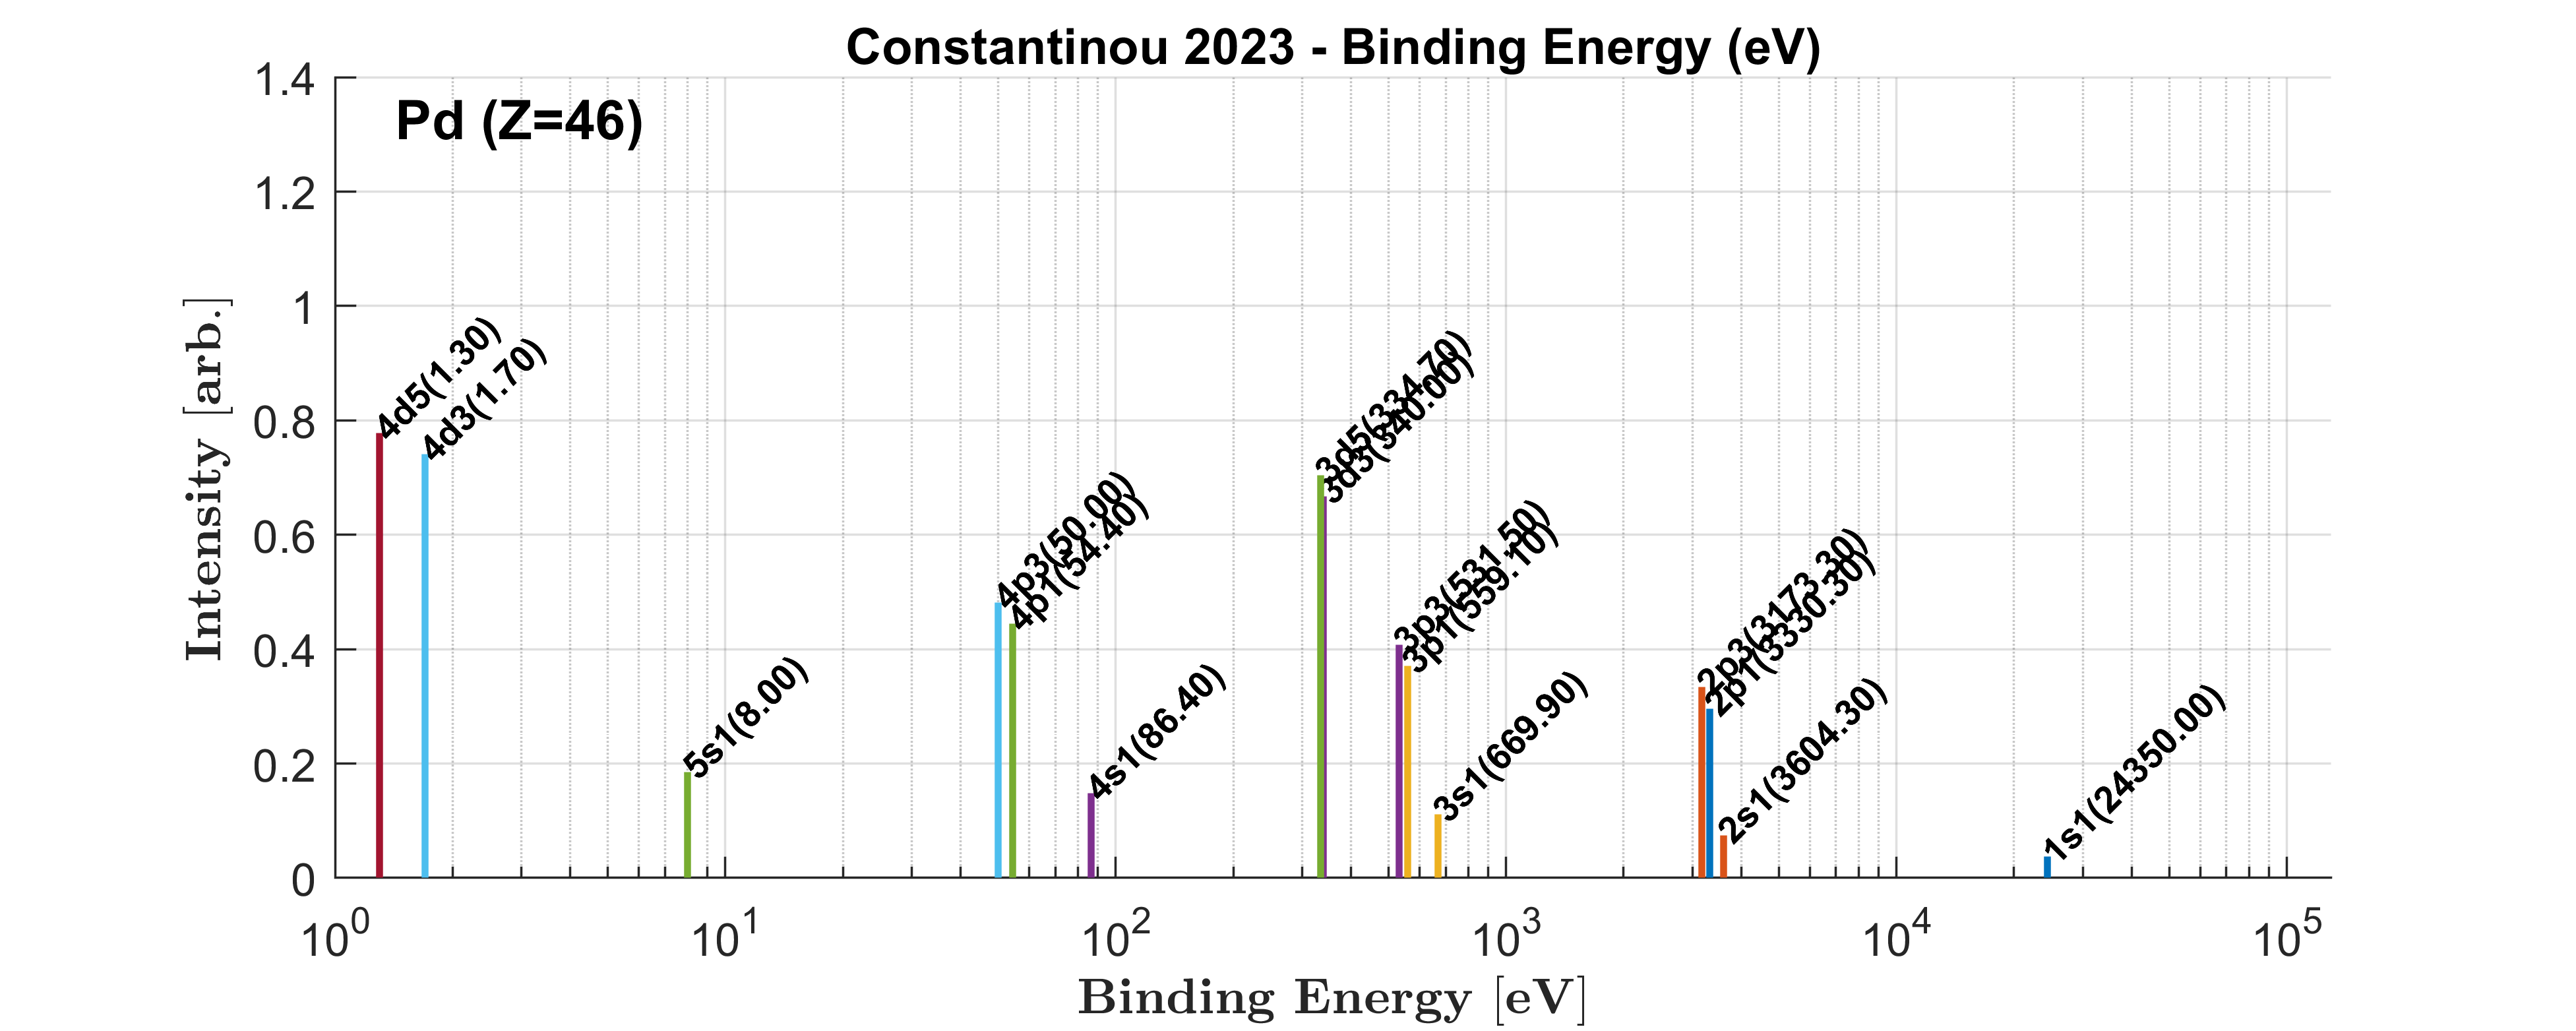 Constantinou 2023 - Binding Energy (eV)
Pd (Z=46)
Intensity [arb.]
1.4
1.2
1
0.8
0.6
0.4
0.2
0
4d5(1.30)
4d3(1.70)
5s1(8.00)
4p3(50.00)
4p1(54.40)
4s1(86.40)
3d5(334.70)
3d3(340.00)
3p3(531.50)
3p1(559.10)
3s1(669.90)
2p3(3173.30)
2p1(3330.30)
2s1(3604.30)
1s1(24350.00)
10^0 10^1 10^2 10^3 10^4 10^5
Binding Energy [eV]